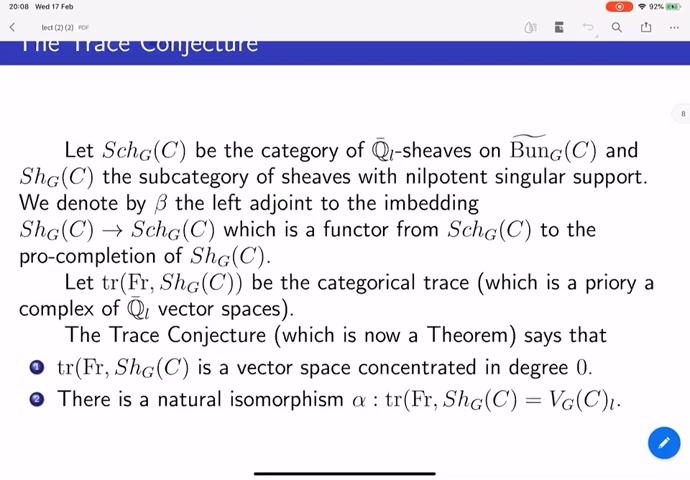 20:08 Wed 17 Feb
92%
lect (2) (2) PDF
The Trace Conjecture
8
Let $Sch_G(C)$ be the category of $\bar{\mathbb{Q}}_l$-sheaves on $\widetilde{\mathrm{Bun}}_G(C)$ and
$Sh_G(C)$ the subcategory of sheaves with nilpotent singular support.
We denote by $\beta$ the left adjoint to the imbedding
$Sh_G(C) \to Sch_G(C)$ which is a functor from $Sch_G(C)$ to the
pro-completion of $Sh_G(C)$.
Let $\mathrm{tr}(\mathrm{Fr}, Sh_G(C))$ be the categorical trace (which is a priory a
complex of $\bar{\mathbb{Q}}_l$ vector spaces).
The Trace Conjecture (which is now a Theorem) says that
1 $\mathrm{tr}(\mathrm{Fr}, Sh_G(C)$ is a vector space concentrated in degree $0$.
2 There is a natural isomorphism $\alpha : \mathrm{tr}(\mathrm{Fr}, Sh_G(C) = V_G(C)_l$.